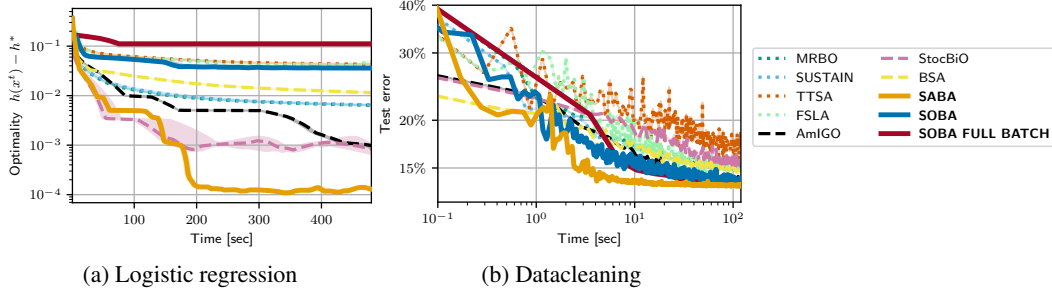 Optimality h(x^t) − h*
10^−1
10^−2
10^−3
10^−4
100 200 300 400
Time [sec]
(a) Logistic regression
Test error
40%
30%
20%
15%
10^−1 10^0 10^1 10^2
Time [sec]
(b) Datacleaning
MRBO
SUSTAIN
TTSA
FSLA
AmIGO
StocBiO
BSA
SABA
SOBA
SOBA FULL BATCH